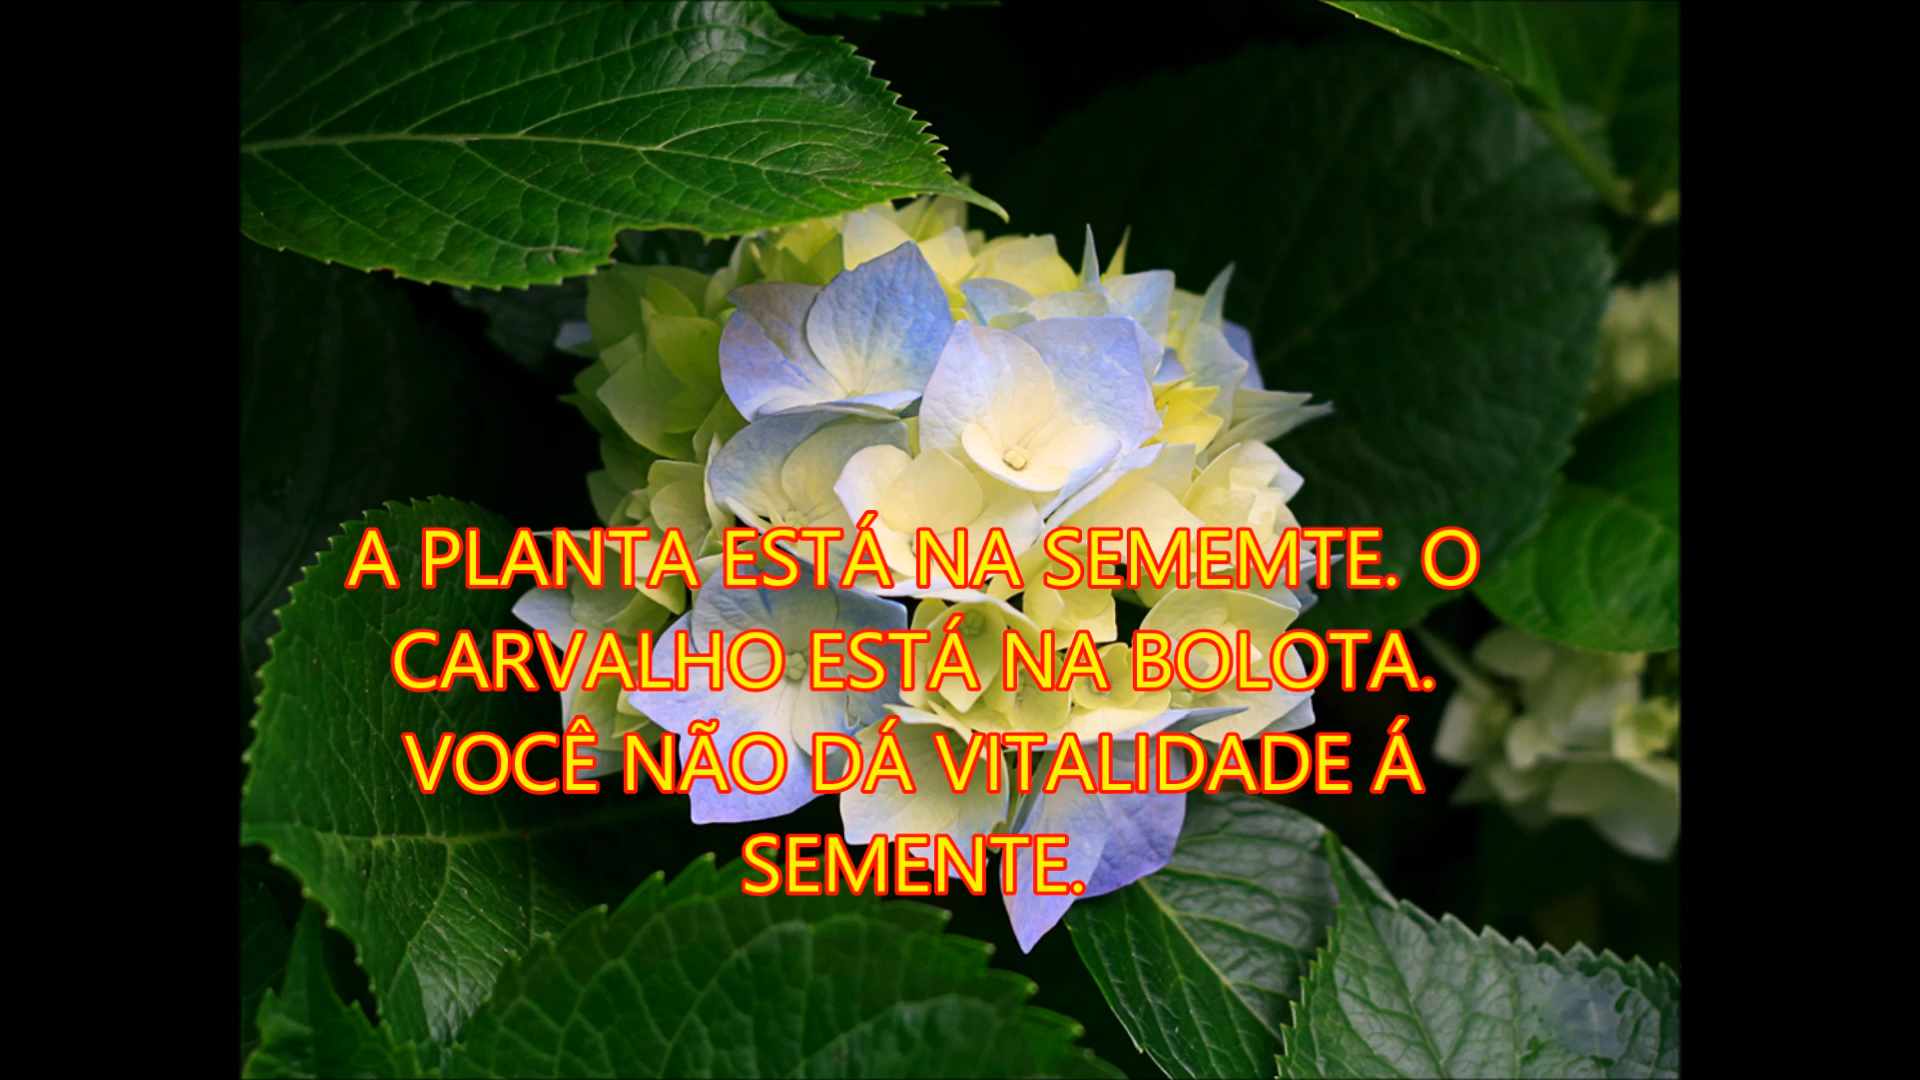 A PLANTA ESTÁ NA SEMEMTE. O
CARVALHO ESTÁ NA BOLOTA.
VOCÊ NÃO DÁ VITALIDADE Á
SEMENTE.